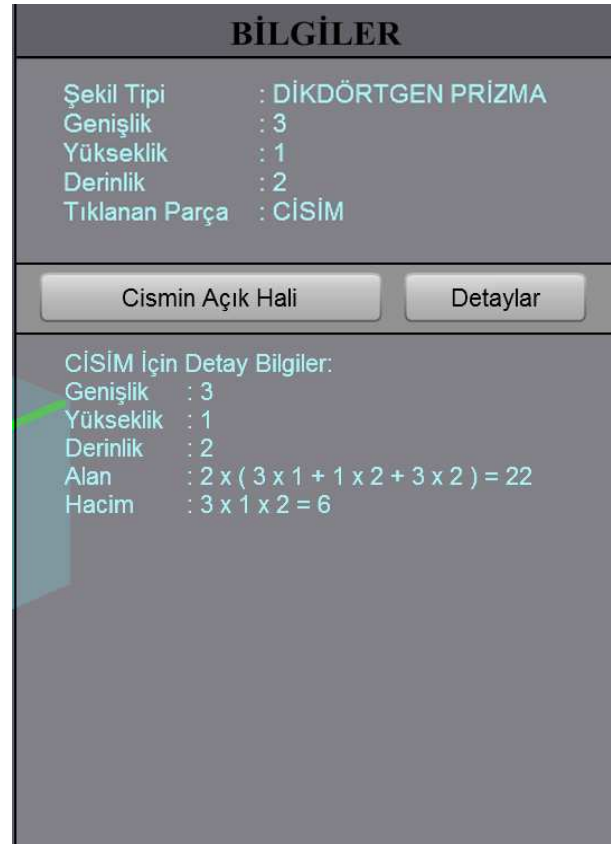 BİLGİLER
Şekil Tipi : DİKDÖRTGEN PRİZMA
Genişlik : 3
Yükseklik : 1
Derinlik : 2
Tıklanan Parça : CİSİM
Cismin Açık Hali Detaylar
CİSİM İçin Detay Bilgiler:
Genişlik : 3
Yükseklik : 1
Derinlik : 2
Alan : 2 x ( 3 x 1 + 1 x 2 + 3 x 2 ) = 22
Hacim : 3 x 1 x 2 = 6